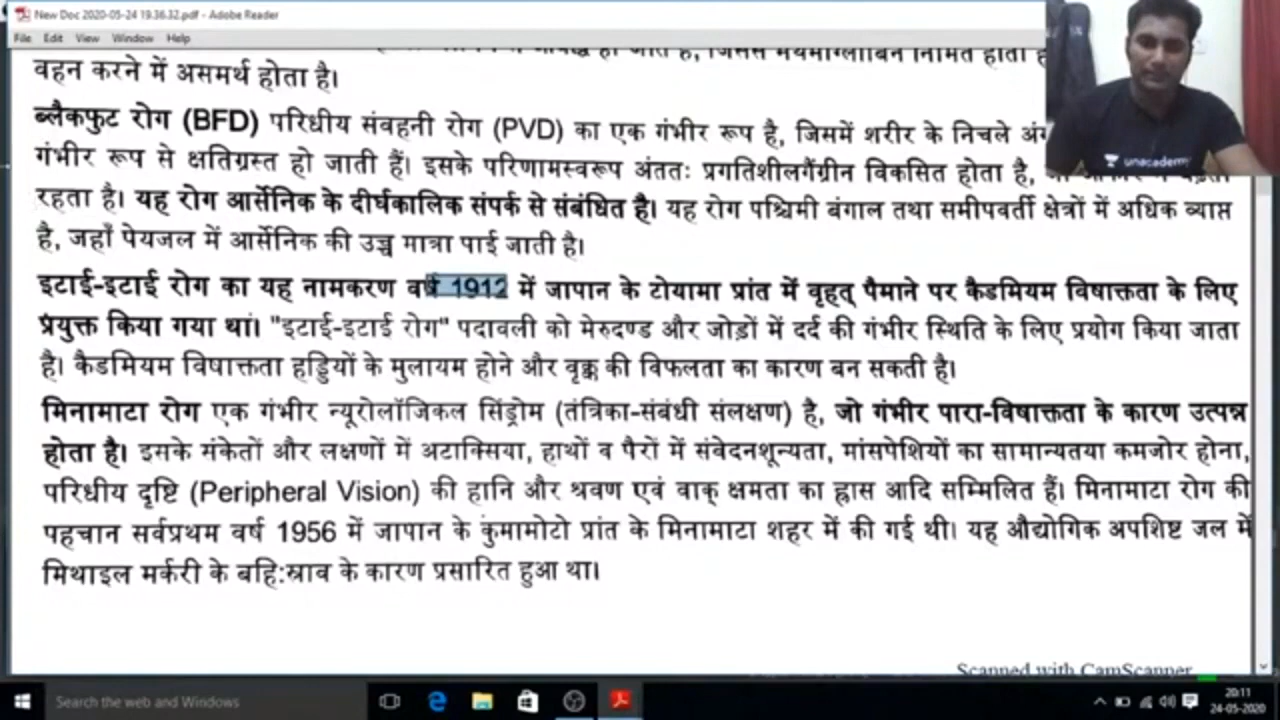 New Doc 2020-05-24 19.36.32.pdf - Adobe Reader
File Edit View Window Help
वहन करने में असमर्थ होता है।
ब्लैकफुट रोग (BFD) परिधीय संवहनी रोग (PVD) का एक गंभीर रूप है, जिसमें शरीर के निचले
गंभीर रूप से क्षतिग्रस्त हो जाती हैं। इसके परिणामस्वरूप अंततः प्रगतिशीलगैंग्रीन विकसित होता है,
रहता है। यह रोग आर्सेनिक के दीर्घकालिक संपर्क से संबंधित है। यह रोग पश्चिमी बंगाल तथा समीपवर्ती क्षेत्रों में अधिक व्याप्त
है, जहाँ पेयजल में आर्सेनिक की उच्च मात्रा पाई जाती है।
इटाई-इटाई रोग का यह नामकरण वर्ष 1912 में जापान के टोयामा प्रांत में वृहत् पैमाने पर कैडमियम विषाक्तता के लिए
प्रयुक्त किया गया था। "इटाई-इटाई रोग" पदावली को मेरुदण्ड और जोड़ों में दर्द की गंभीर स्थिति के लिए प्रयोग किया जाता
है। कैडमियम विषाक्तता हड्डियों के मुलायम होने और वृक्क की विफलता का कारण बन सकती है।
मिनामाटा रोग एक गंभीर न्यूरोलॉजिकल सिंड्रोम (तंत्रिका-संबंधी संलक्षण) है, जो गंभीर पारा-विषाक्तता के कारण उत्पन्न
होता है। इसके संकेतों और लक्षणों में अटाक्सिया, हाथों व पैरों में संवेदनशून्यता, मांसपेशियों का सामान्यतया कमजोर होना,
परिधीय दृष्टि (Peripheral Vision) की हानि और श्रवण एवं वाक् क्षमता का ह्रास आदि सम्मिलित हैं। मिनामाटा रोग की
पहचान सर्वप्रथम वर्ष 1956 में जापान के कुंमामोटो प्रांत के मिनामाटा शहर में की गई थी। यह औद्योगिक अपशिष्ट जल में
मिथाइल मर्करी के बहि:स्राव के कारण प्रसारित हुआ था।
unacademy
Scanned with CamScanner
Search the web and Windows
20:11
24-05-2020